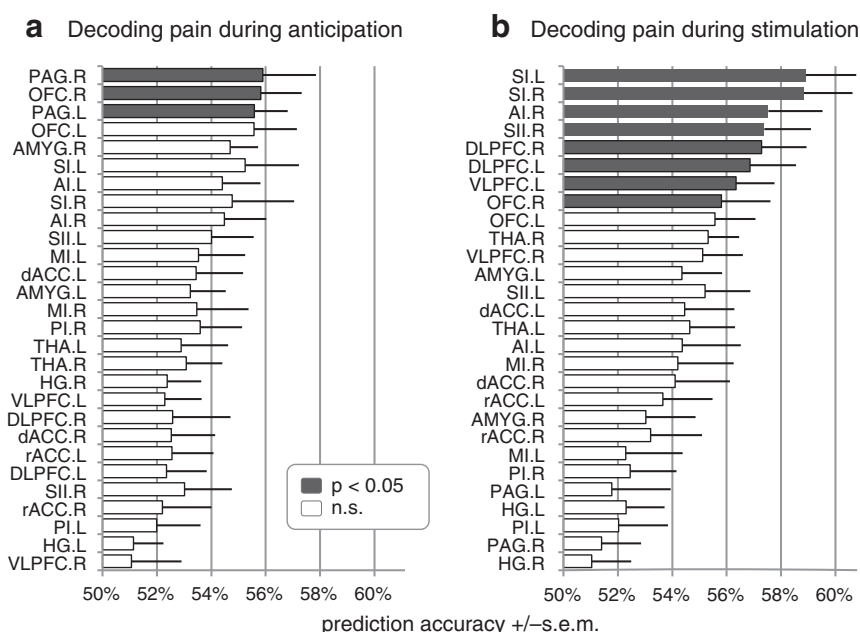 a Decoding pain during anticipation
PAG.R
OFC.R
PAG.L
OFC.L
AMYG.R
SI.L
AI.L
SI.R
AI.R
SII.L
MI.L
dACC.L
AMYG.L
MI.R
PI.R
THA.L
THA.R
HG.R
VLPFC.L
DLPFC.R
dACC.R
rACC.L
DLPFC.L
SII.R
rACC.R
PI.L
HG.L
VLPFC.R
50% 52% 54% 56% 58% 60%
p < 0.05
n.s.
b Decoding pain during stimulation
SI.L
SI.R
AI.R
SII.R
DLPFC.R
DLPFC.L
VLPFC.L
OFC.R
OFC.L
THA.R
VLPFC.R
AMYG.L
SII.L
dACC.L
THA.L
AI.L
MI.R
dACC.R
rACC.L
AMYG.R
rACC.R
MI.L
PI.R
PAG.L
HG.L
PI.L
PAG.R
HG.R
50% 52% 54% 56% 58% 60%
prediction accuracy +/–s.e.m.